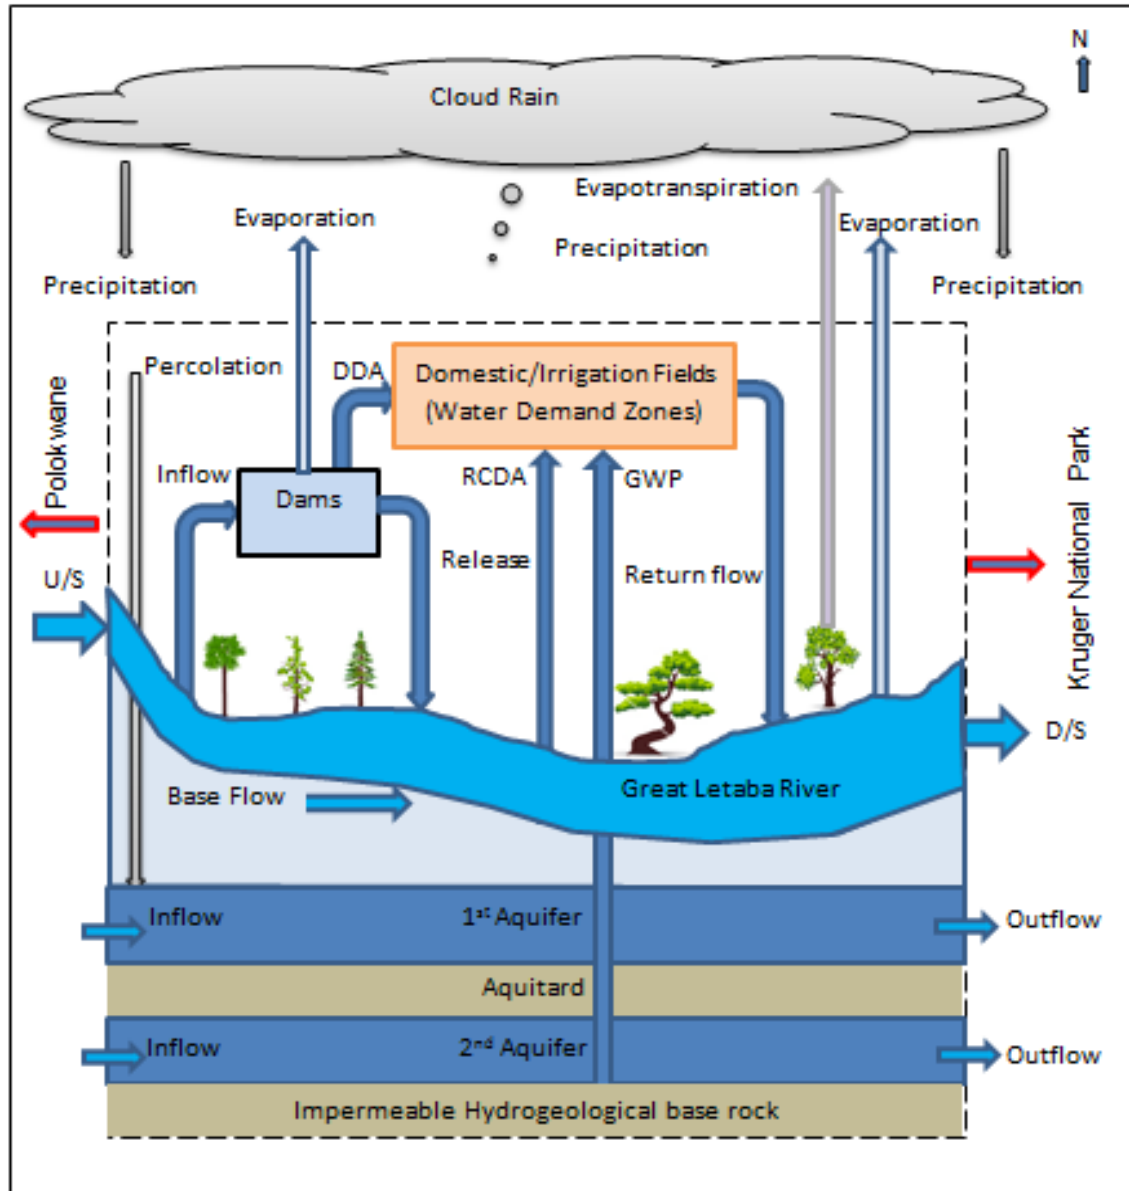 N
Cloud Rain
Evapotranspiration
Evaporation
Evaporation
Precipitation
Precipitation
Precipitation
Percolation
DDA
Domestic/Irrigation Fields
(Water Demand Zones)
Polokwane
Kruger National Park
Inflow
Dams
RCDA
GWP
U/S
Release
Return flow
D/S
Base Flow
Great Letaba River
Inflow
1st Aquifer
Outflow
Aquitard
Inflow
2nd Aquifer
Outflow
Impermeable Hydrogeological base rock